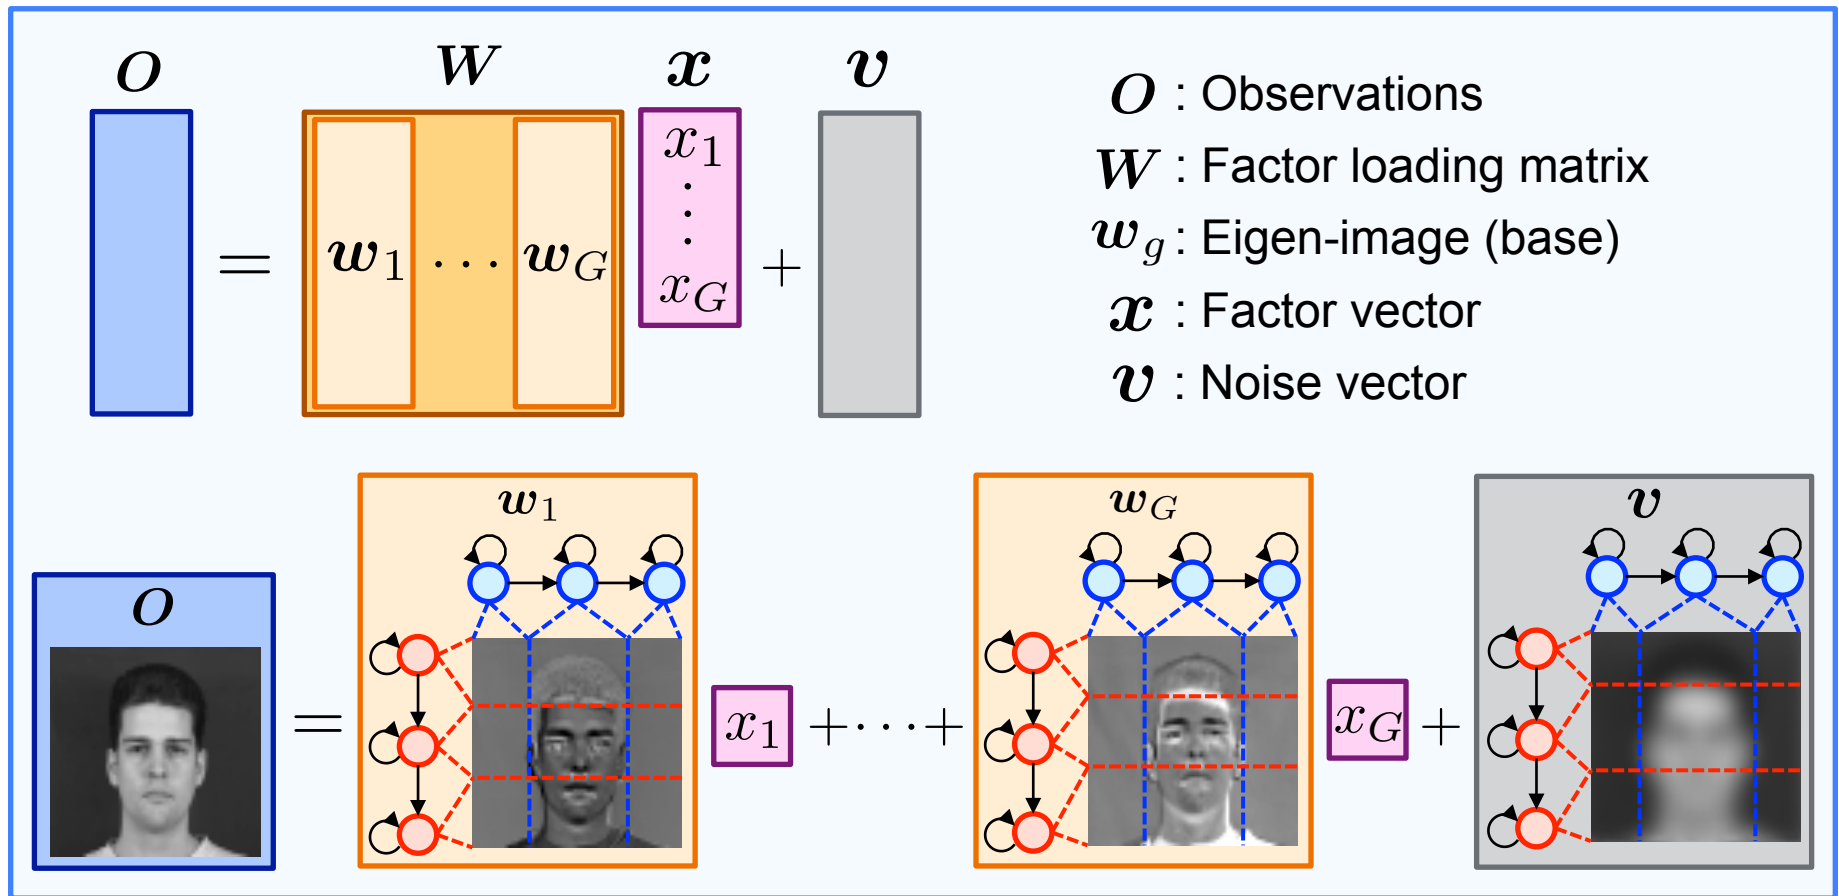 O W x v
O : Observations
W : Factor loading matrix
w_g : Eigen-image (base)
x : Factor vector
v : Noise vector
= w_1 ··· w_G x_1 · · · x_G +
w_1 w_G v
O
= x_1 +···+ x_G +